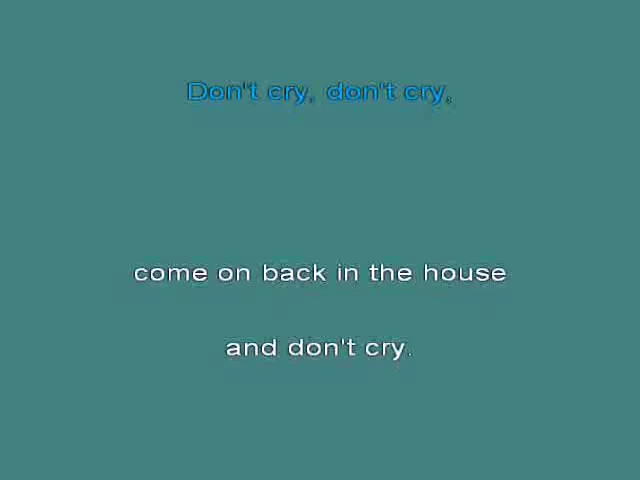 Don't cry, don't cry,
come on back in the house
and don't cry.